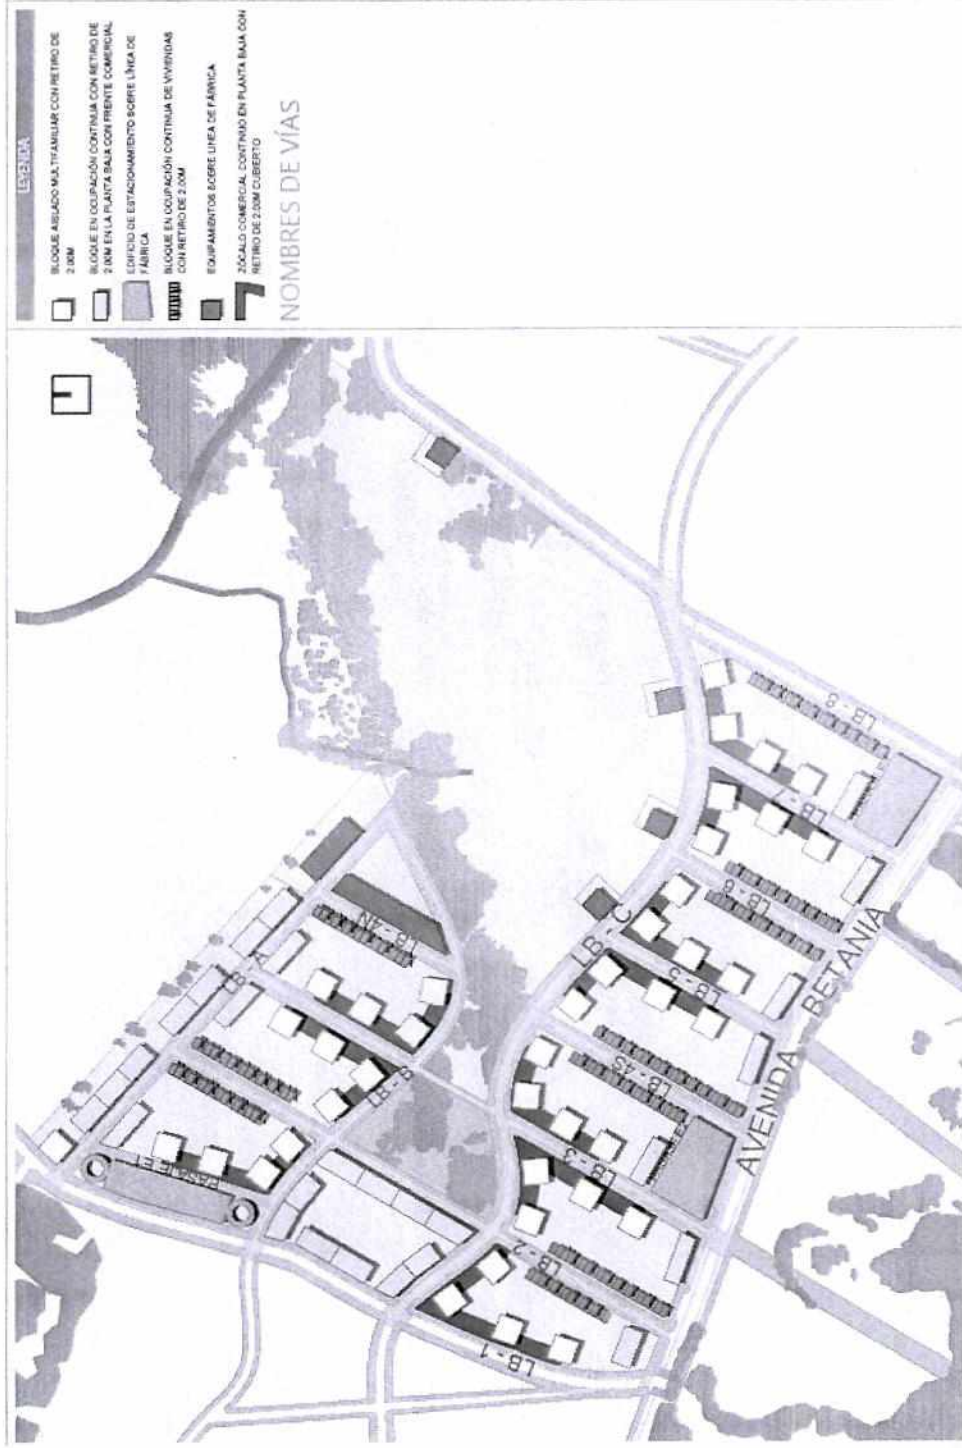 LEYENDA
BLOQUE AISLADO MULTIFAMILIAR CON RETIRO DE
2.00M
BLOQUE EN OCUPACIÓN CONTINUA CON RETIRO DE
2.00M EN LA PLANTA BAJA CON FRENTE COMERCIAL
EDIFICIO DE ESTACIONAMIENTO SOBRE LÍNEA DE
FÁBRICA
BLOQUE EN OCUPACIÓN CONTINUA DE VIVIENDAS
CON RETIRO DE 2.00M
EQUIPAMIENTOS SOBRE LINEA DE FÁBRICA
ZÓCALO COMERCIAL CONTINUO EN PLANTA BAJA CON
RETIRO DE 2.00M CUBIERTO
NOMBRES DE VÍAS
PASAJE E1
LB - A
LB - B
LB - 4N
LB - C
LB - 1
LB - 2
LB - 3
LB - 4S
LB - 5
LB - 6
LB - 7
LB - 8
AVENIDA BETANIA